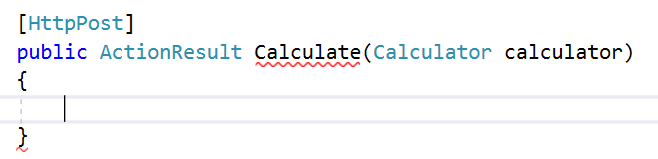 [HttpPost]
public ActionResult Calculate(Calculator calculator)
{
}